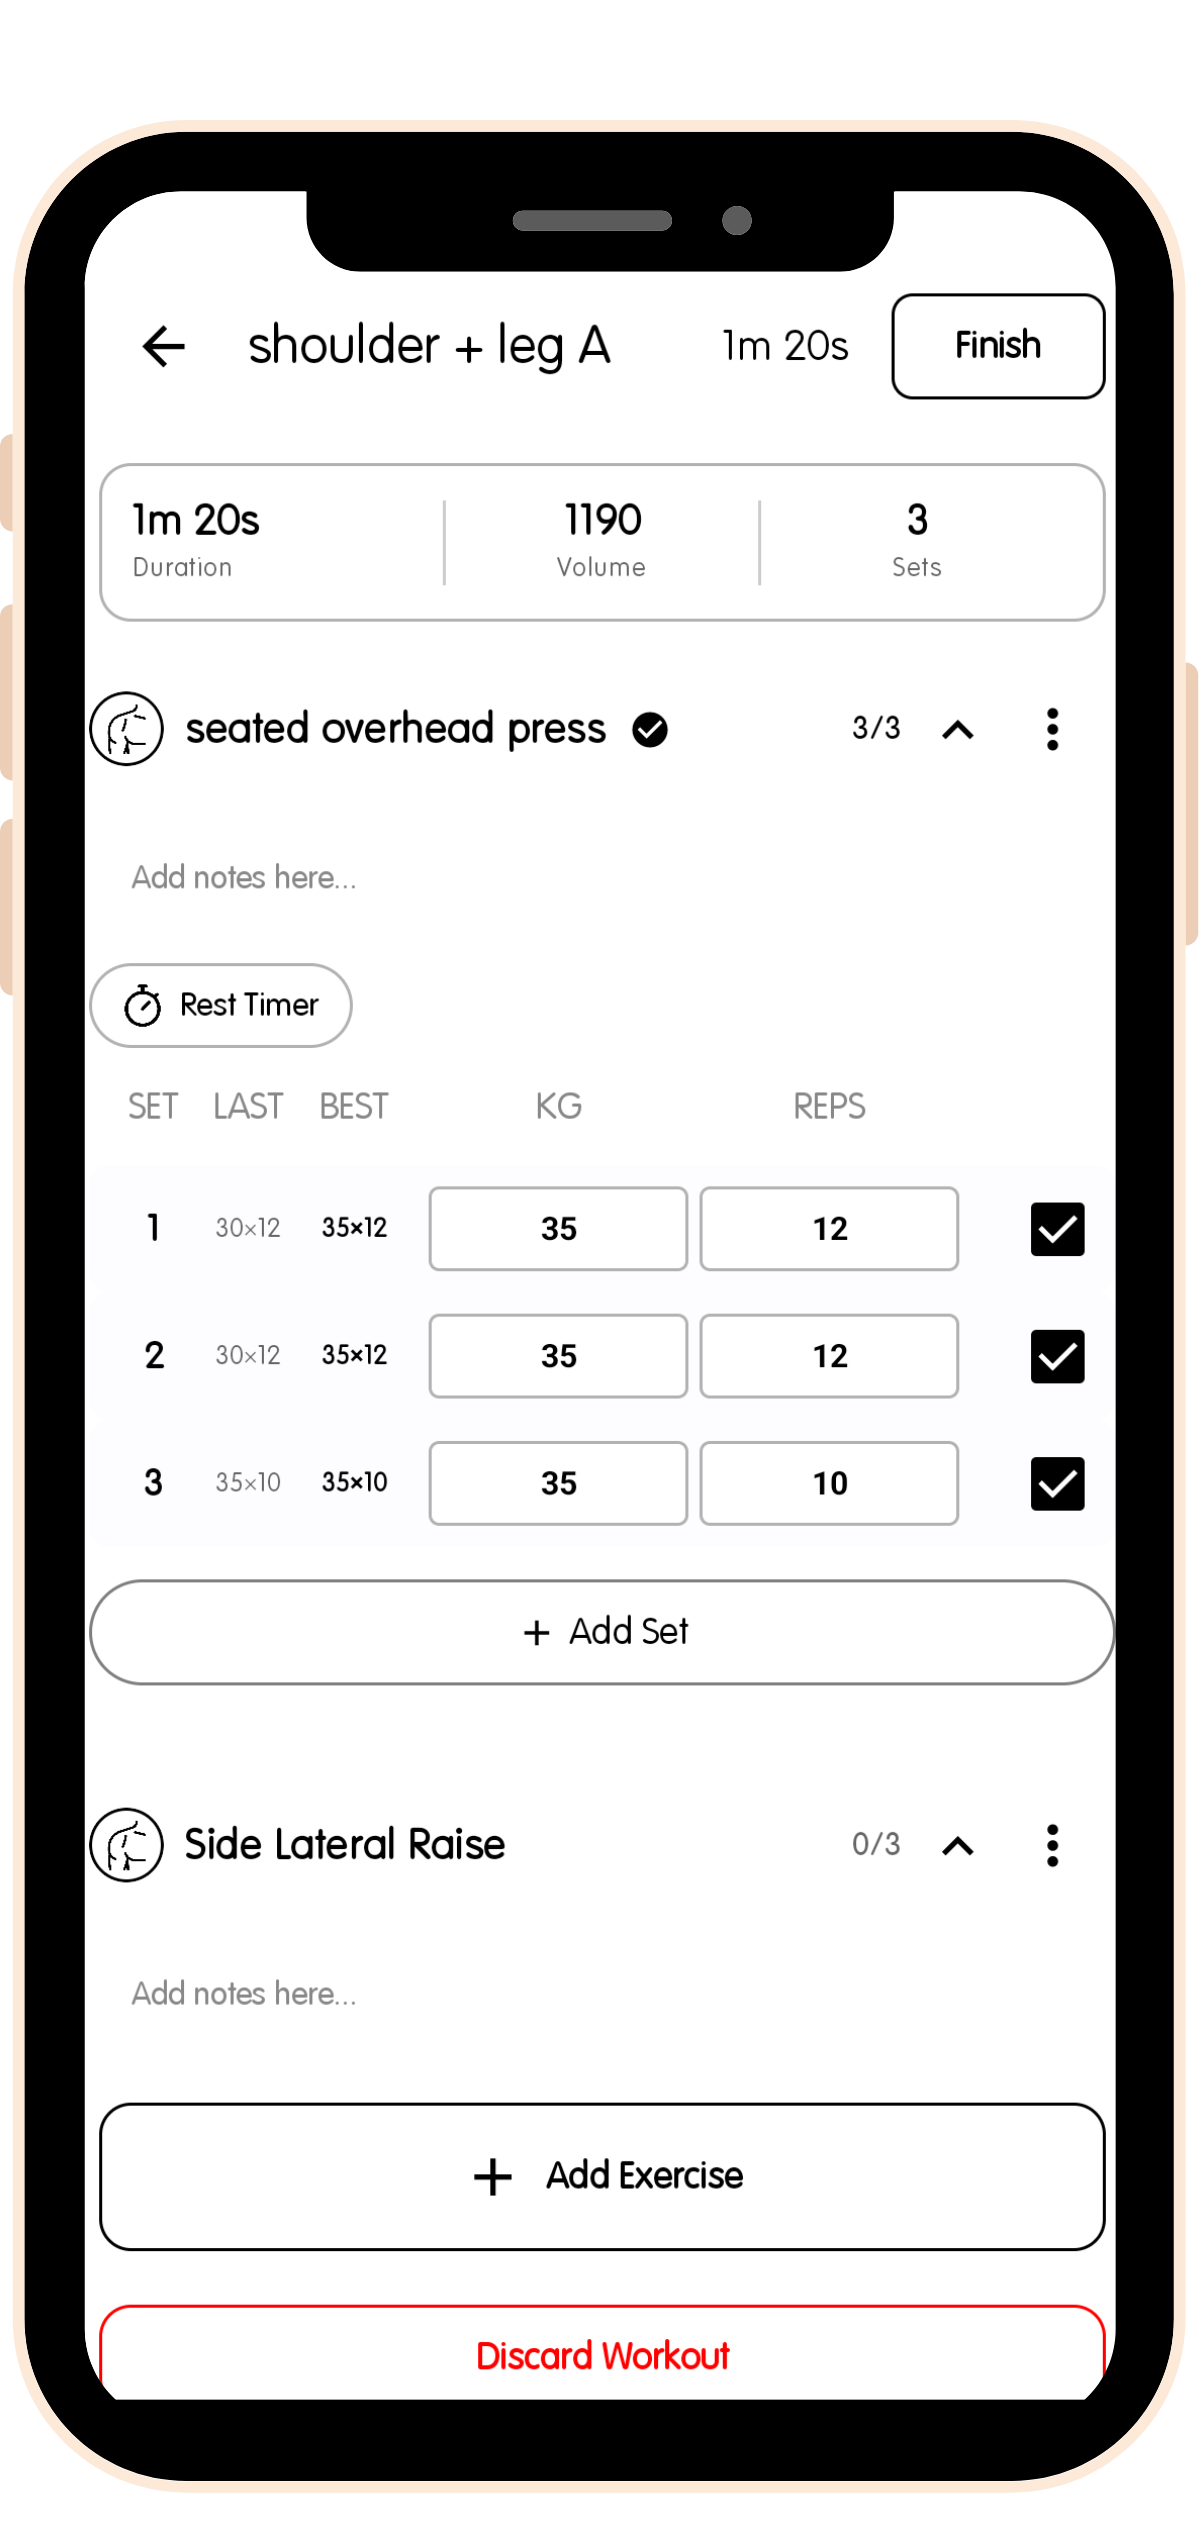 shoulder + leg A 1m 20s Finish
1m 20s 1190 3
Duration Volume Sets
seated overhead press 3/3
Add notes here...
Rest Timer
SET LAST BEST KG REPS
1 30×12 35×12 35 12
2 30×12 35×12 35 12
3 35×10 35×10 35 10
+ Add Set
Side Lateral Raise 0/3
Add notes here...
+ Add Exercise
Discard Workout